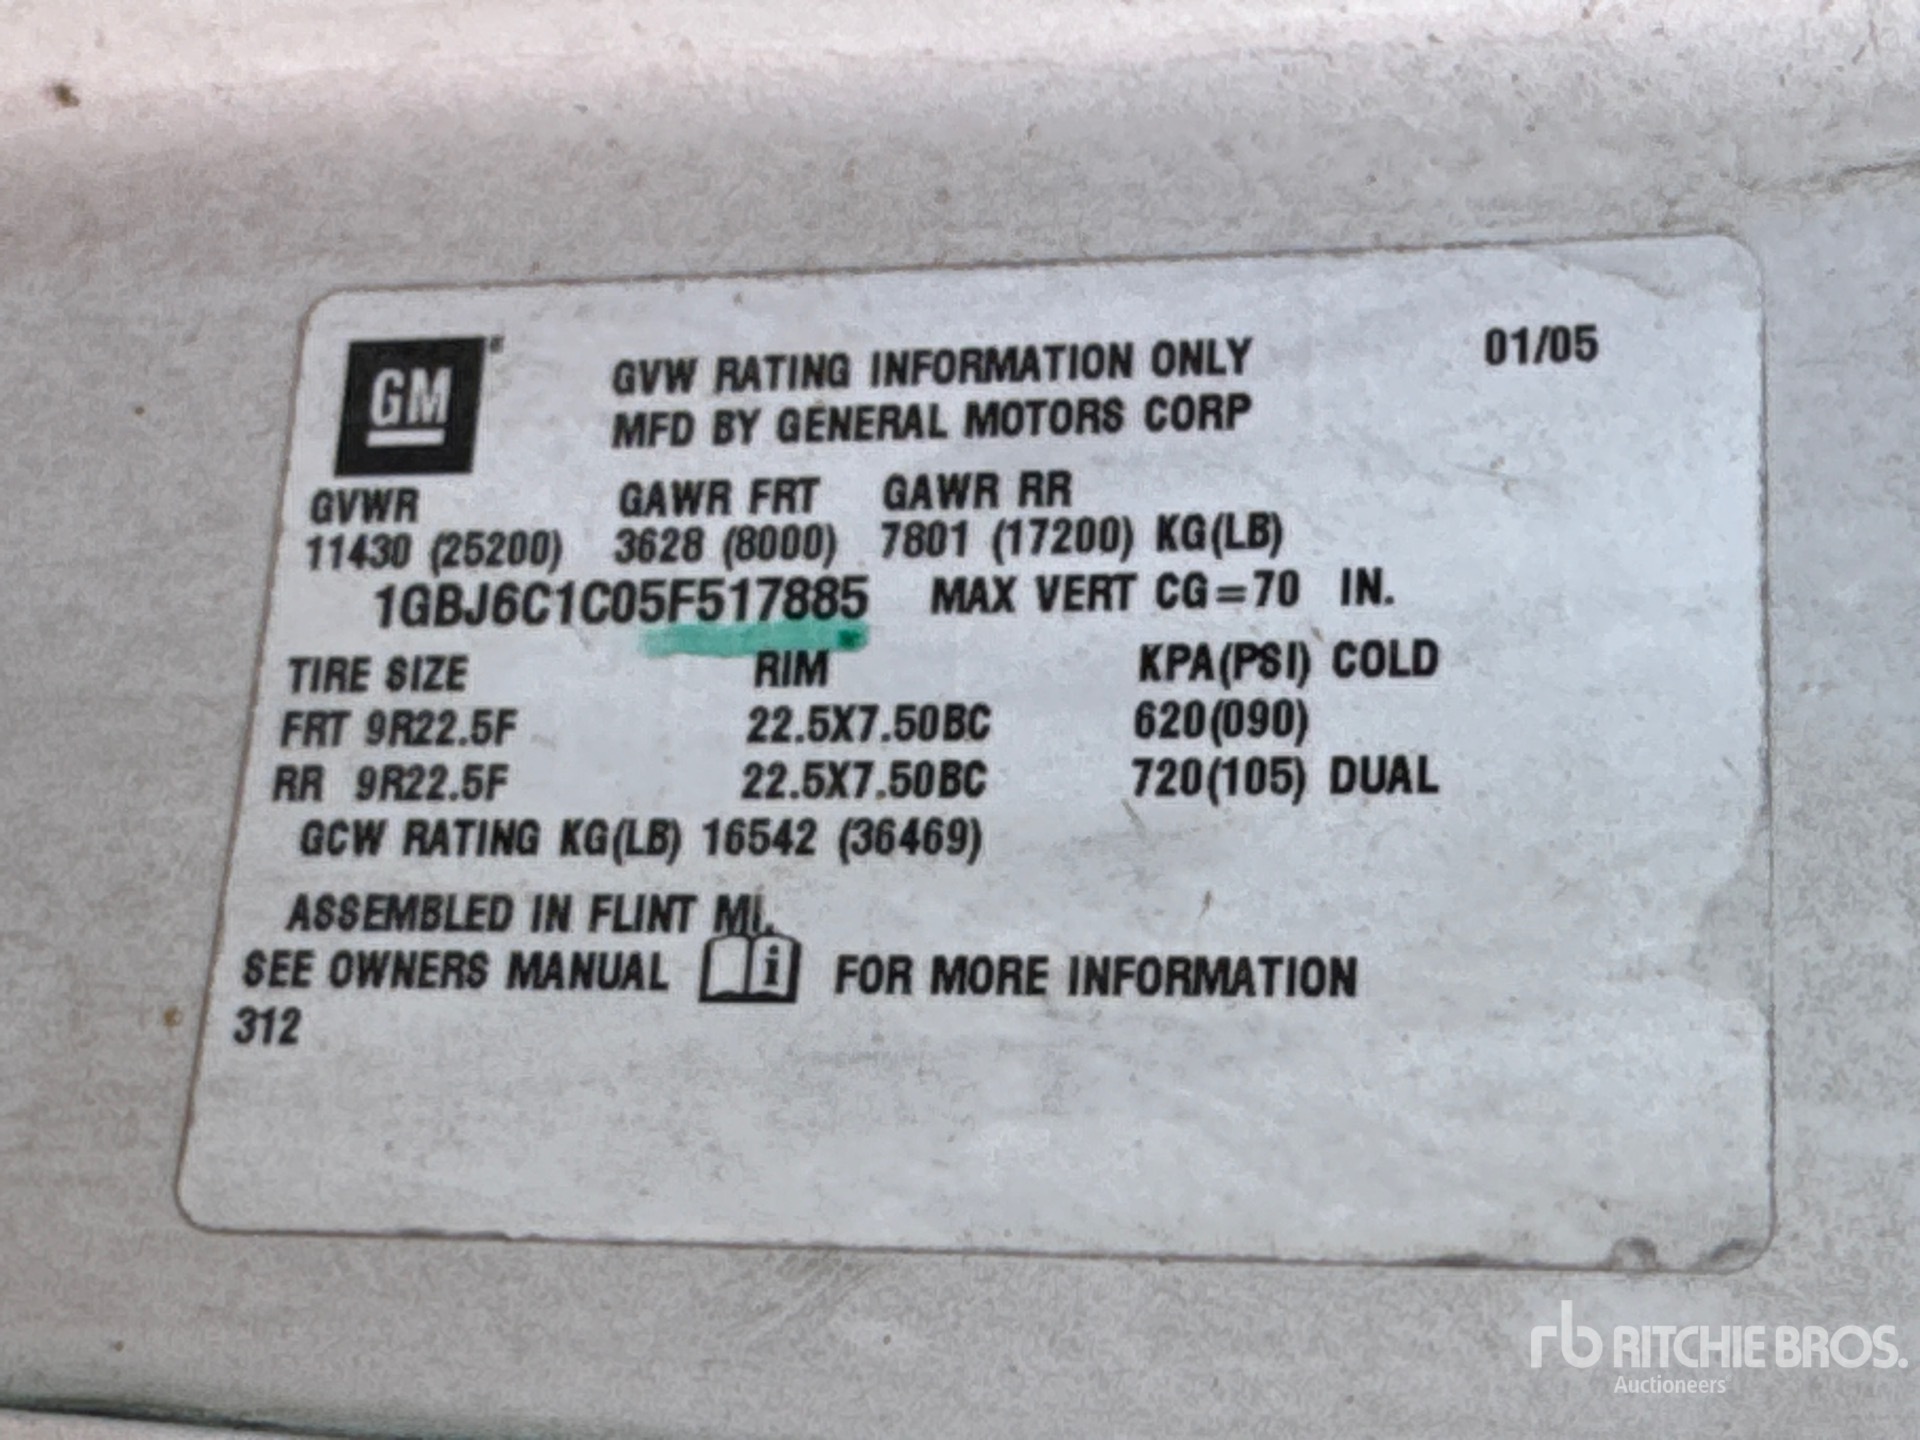 GM
GVW RATING INFORMATION ONLY 01/05
MFD BY GENERAL MOTORS CORP
GVWR GAWR FRT GAWR RR
11430 (25200) 3628 (8000) 7801 (17200) KG(LB)
1GBJ6C1C05F517885 MAX VERT CG=70 IN.
TIRE SIZE RIM KPA(PSI) COLD
FRT 9R22.5F 22.5X7.50BC 620(090)
RR 9R22.5F 22.5X7.50BC 720(105) DUAL
GCW RATING KG(LB) 16542 (36469)
ASSEMBLED IN FLINT MI.
SEE OWNERS MANUAL i FOR MORE INFORMATION
312
rb RITCHIE BROS.
Auctioneers